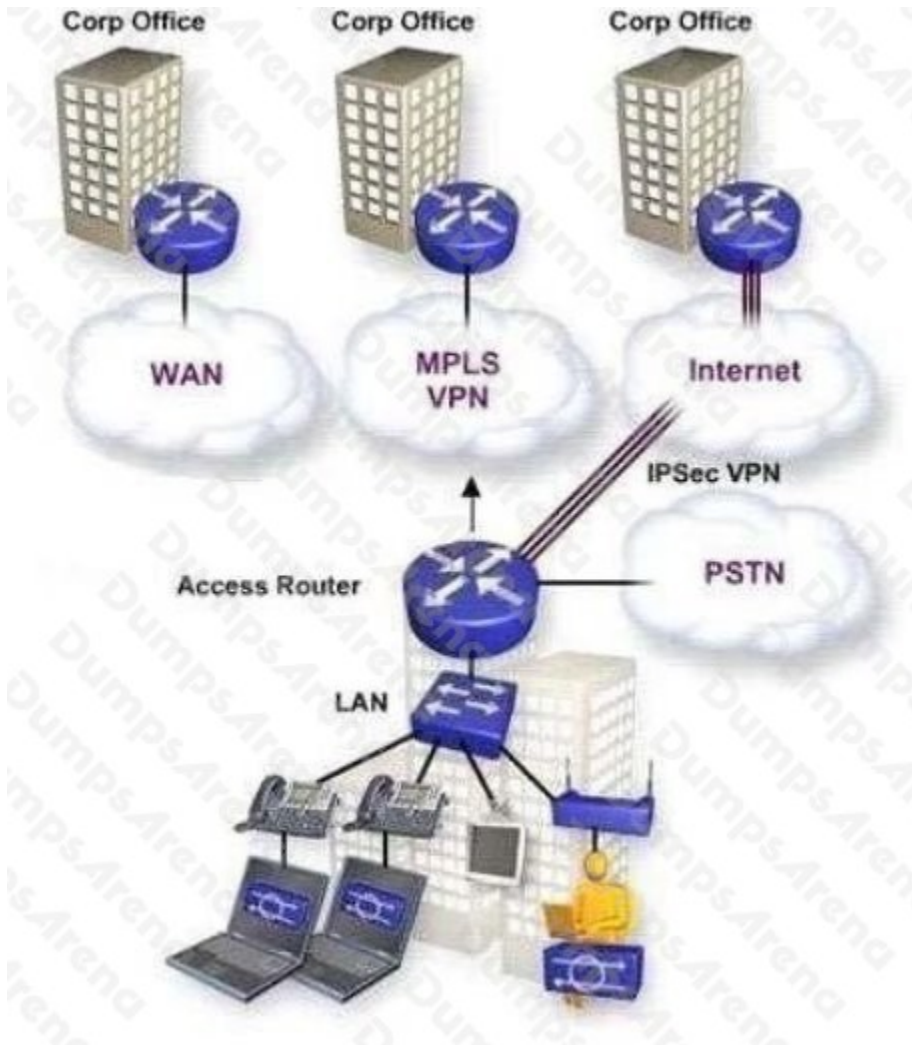 Corp Office
Corp Office
Corp Office
WAN
MPLS
VPN
Internet
IPSec VPN
PSTN
Access Router
LAN
DumpsArena